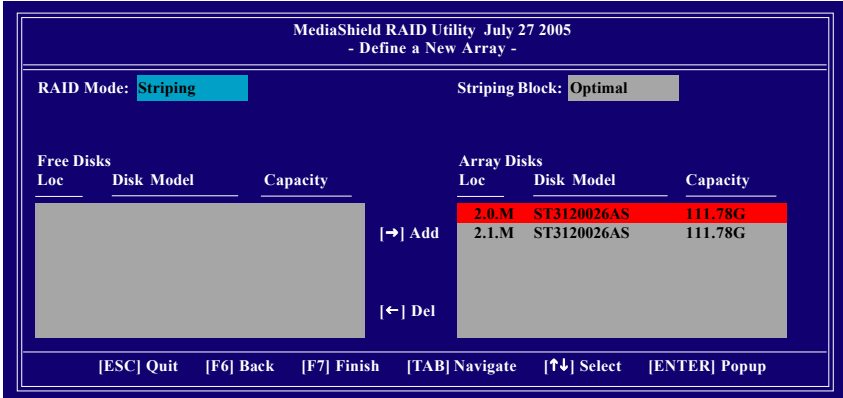 MediaShield RAID Utility July 27 2005
- Define a New Array -
RAID Mode: Striping
Striping Block: Optimal
Free Disks
Loc Disk Model Capacity
Array Disks
Loc Disk Model Capacity
2.0.M ST3120026AS 111.78G
2.1.M ST3120026AS 111.78G
[→] Add
[←] Del
[ESC] Quit [F6] Back [F7] Finish [TAB] Navigate [↑↓] Select [ENTER] Popup